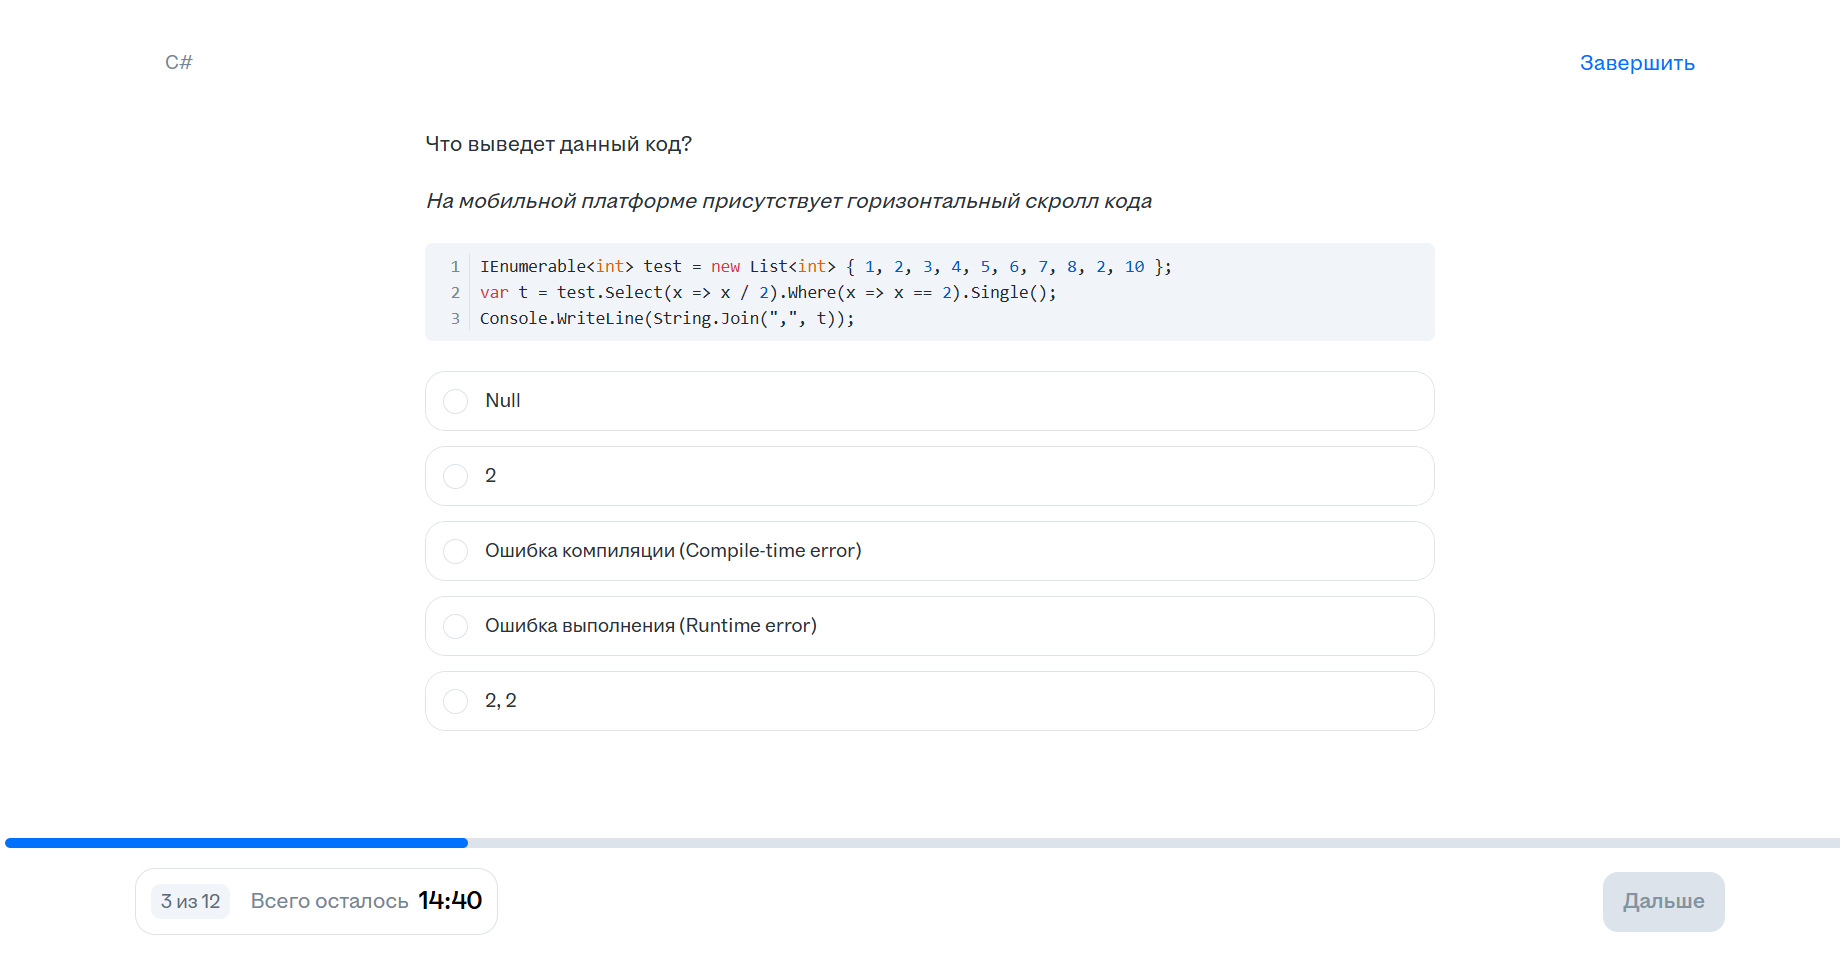 C#
Завершить
Что выведет данный код?
На мобильной платформе присутствует горизонтальный скролл кода
1 IEnumerable<int> test = new List<int> { 1, 2, 3, 4, 5, 6, 7, 8, 2, 10 };
2 var t = test.Select(x => x / 2).Where(x => x == 2).Single();
3 Console.WriteLine(String.Join(",", t));
Null
2
Ошибка компиляции (Compile-time error)
Ошибка выполнения (Runtime error)
2, 2
3 из 12 Всего осталось 14:40
Дальше